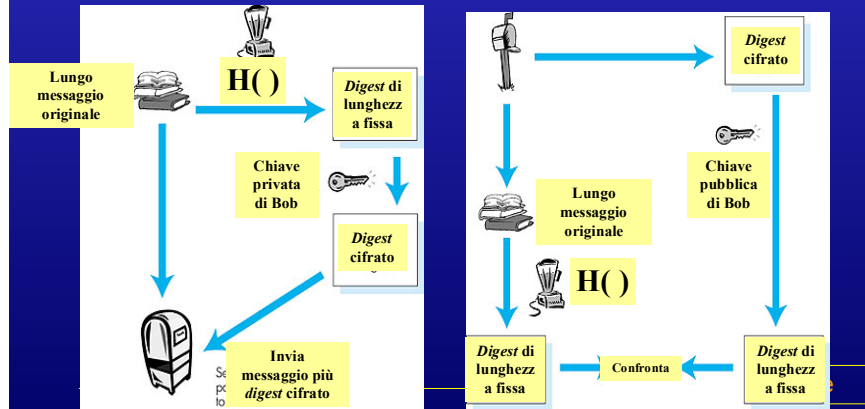 Lungo
messaggio
originale
H( )
Digest di
lunghezz
a fissa
Chiave
privata
di Bob
Digest
cifrato
Invia
messaggio più
digest cifrato
Digest
cifrato
Chiave
pubblica
di Bob
Lungo
messaggio
originale
H( )
Digest di
lunghezz
a fissa
Confronta
Digest di
lunghezz
a fissa